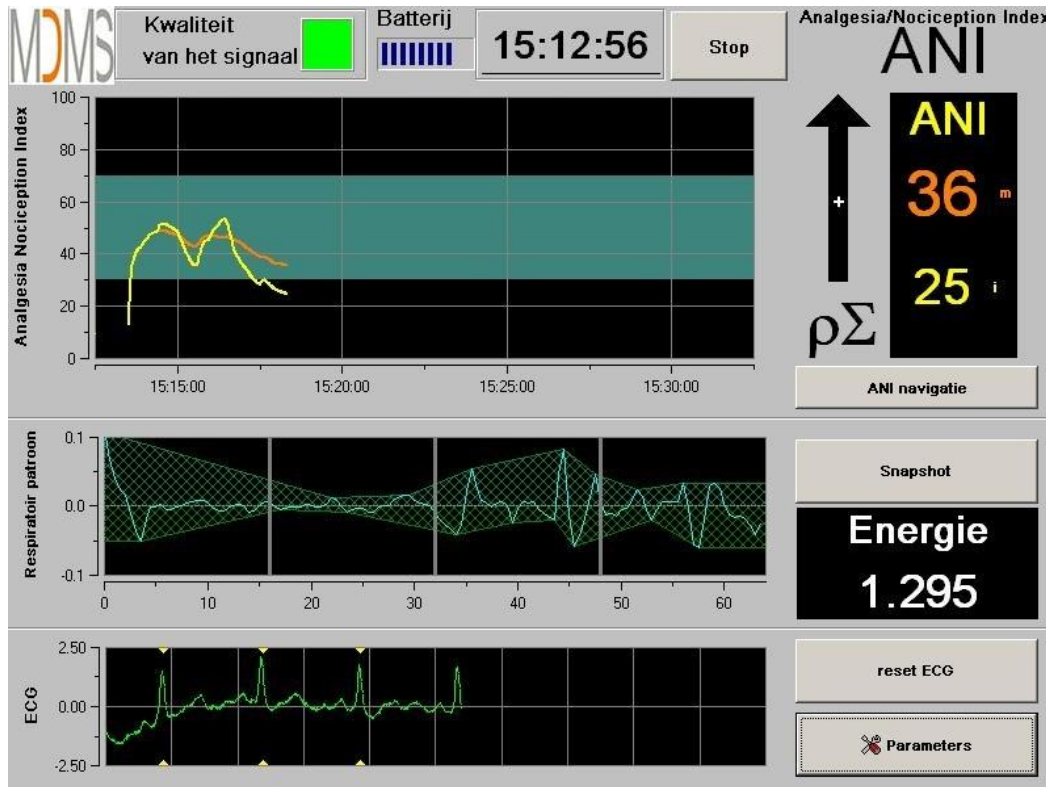 MDMS
Kwaliteit
van het signaal
Batterij
15:12:56
Stop
Analgesia/Nociception Index
ANI
Analgesia Nociception Index
100
80
60
40
20
0
15:15:00
15:20:00
15:25:00
15:30:00
+
ρΣ
ANI
36 m
25 i
ANI navigatie
Respiratoir patroon
0.1
0.0
-0.1
0
10
20
30
40
50
60
Snapshot
Energie
1.295
ECG
2.50
0.00
-2.50
reset ECG
Parameters